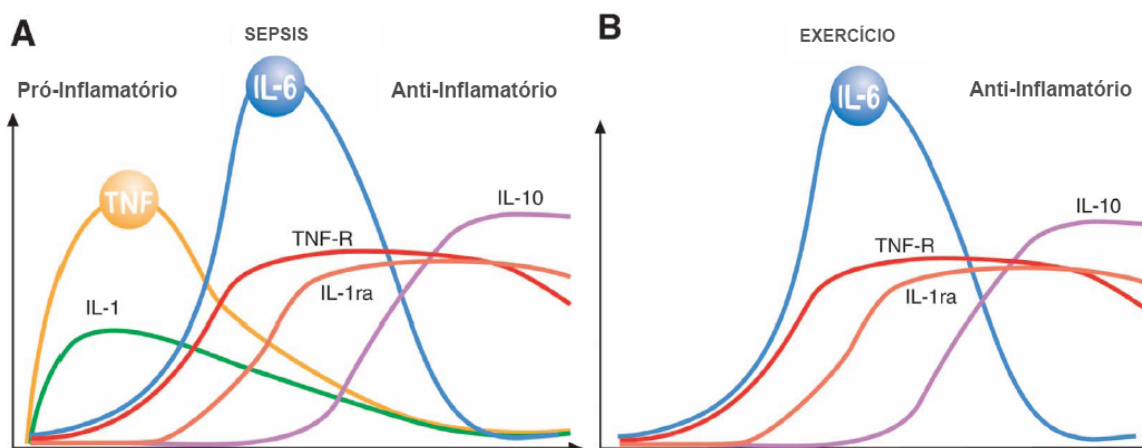 A
SEPSIS
Pró-Inflamatório
IL-6
Anti-Inflamatório
TNF
IL-10
TNF-R
IL-1ra
IL-1
B
EXERCÍCIO
IL-6
Anti-Inflamatório
IL-10
TNF-R
IL-1ra